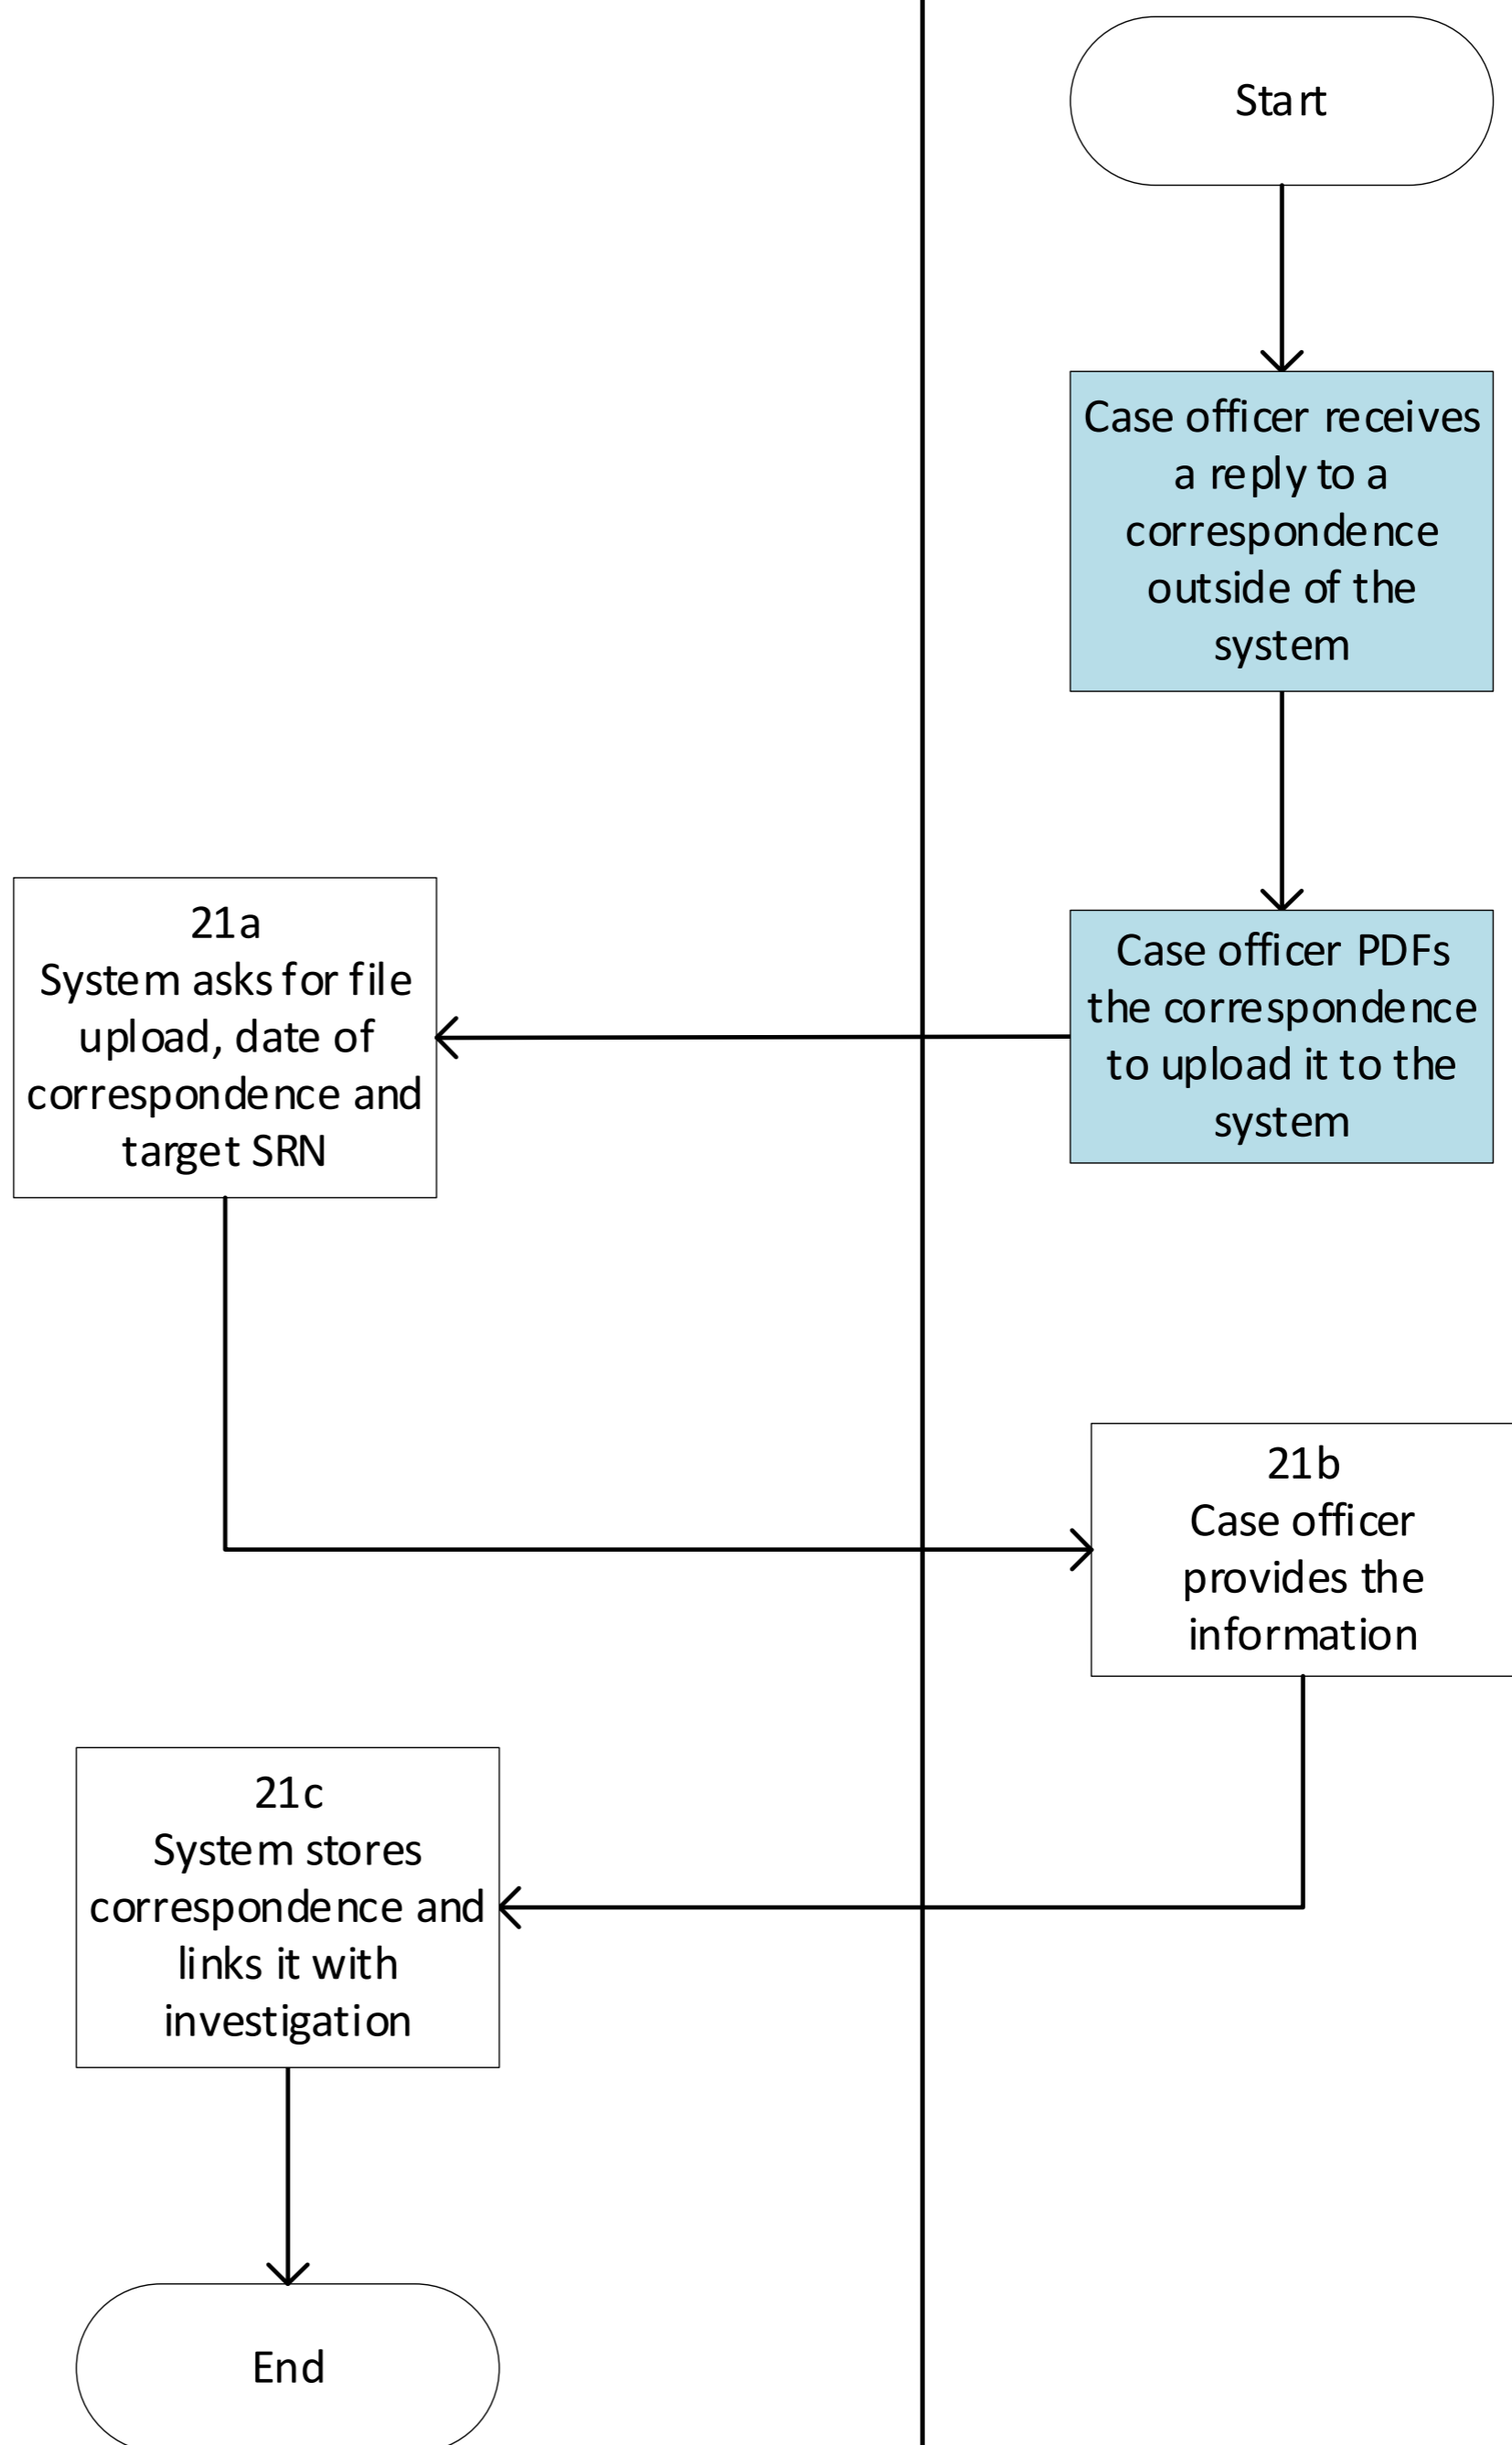 Start
Case officer receives
a reply to a
correspondence
outside of the
system
Case officer PDFs
the correspondence
to upload it to the
system
21a
System asks for file
upload, date of
correspondence and
target SRN
21b
Case officer
provides the
information
21c
System stores
correspondence and
links it with
investigation
End